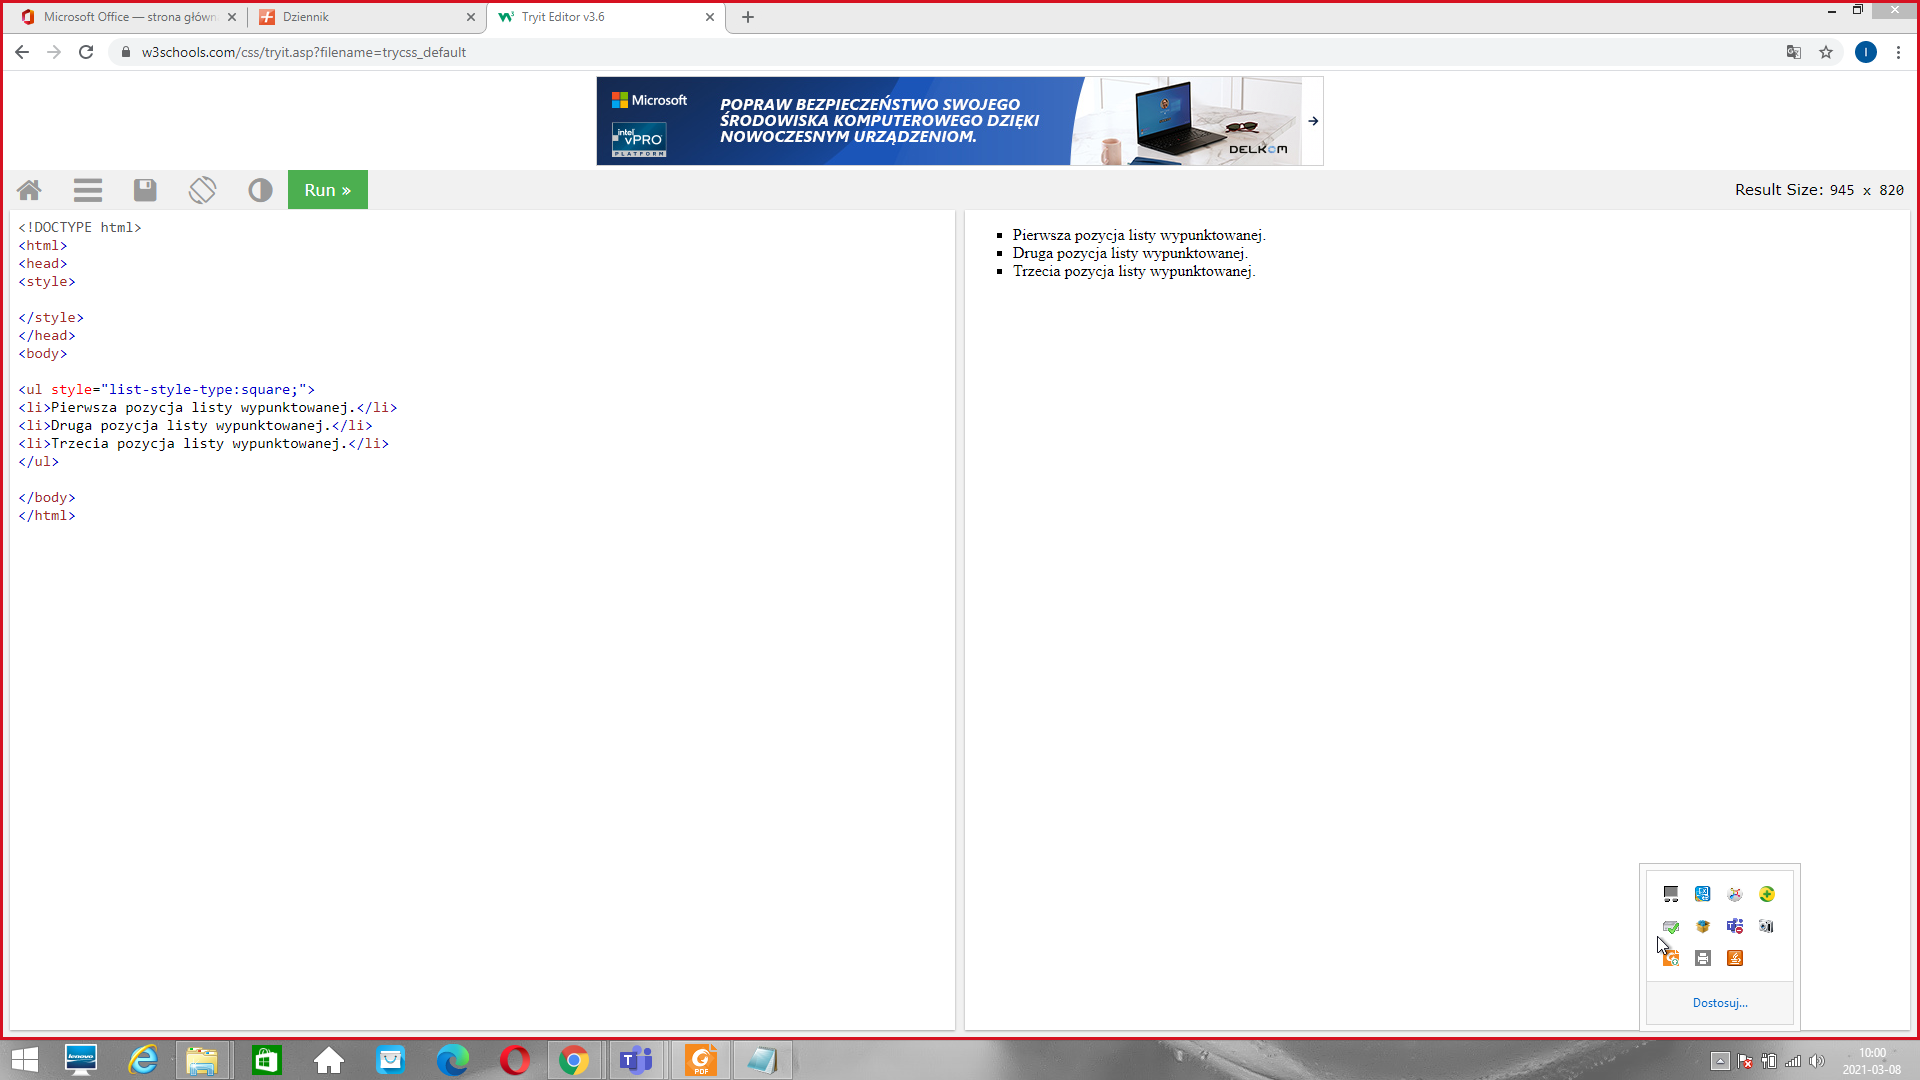 Microsoft Office — strona główn
Dziennik
Tryit Editor v3.6
w3schools.com/css/tryit.asp?filename=trycss_default
I
Microsoft
intel
vPRO
PLATFORM
POPRAW BEZPIECZEŃSTWO SWOJEGO
ŚRODOWISKA KOMPUTEROWEGO DZIĘKI
NOWOCZESNYM URZĄDZENIOM.
DELKOM
Run »
Result Size: 945 x 820
<!DOCTYPE html>
<html>
<head>
<style>
</style>
</head>
<body>
<ul style="list-style-type:square;">
<li>Pierwsza pozycja listy wypunktowanej.</li>
<li>Druga pozycja listy wypunktowanej.</li>
<li>Trzecia pozycja listy wypunktowanej.</li>
</ul>
</body>
</html>
Pierwsza pozycja listy wypunktowanej.
Druga pozycja listy wypunktowanej.
Trzecia pozycja listy wypunktowanej.
Dostosuj...
lenovo
PDF
10:00
2021-03-08